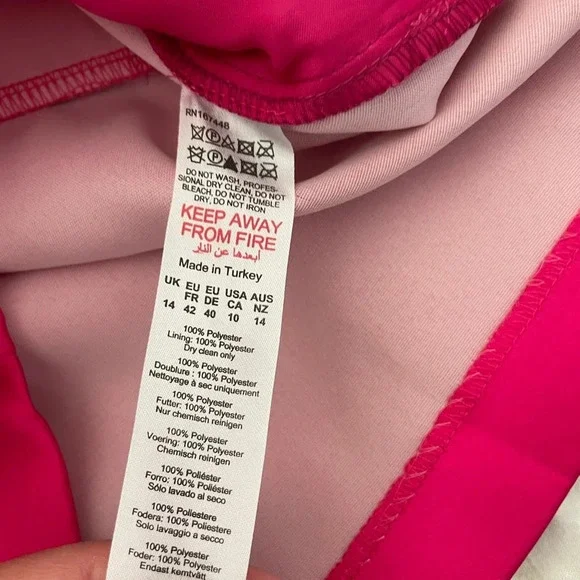 RN167448
DO NOT WASH, PROFES-
SIONAL DRY CLEAN, DO NOT
BLEACH, DO NOT TUMBLE
DRY, DO NOT IRON
KEEP AWAY
FROM FIRE
أبعدها عن النار
Made in Turkey
UK EU FR EU DE USA CA AUS NZ
14 42 40 10 14
100% Polyester
Lining: 100% Polyester
Dry clean only
100% Polyester
Doublure : 100% Polyester
Nettoyage à sec uniquement
100% Polyester
Futter: 100% Polyester
Nur chemisch reinigen
100% Polyester
Voering: 100% Polyester
Chemisch reinigen
100% Poliéster
Forro: 100% Poliéster
Sólo lavado al seco
100% Poliestere
Fodera: 100% Poliestere
Solo lavaggio a secco
100% Polyester
Foder: 100% Polyester
Endast kemtvätt